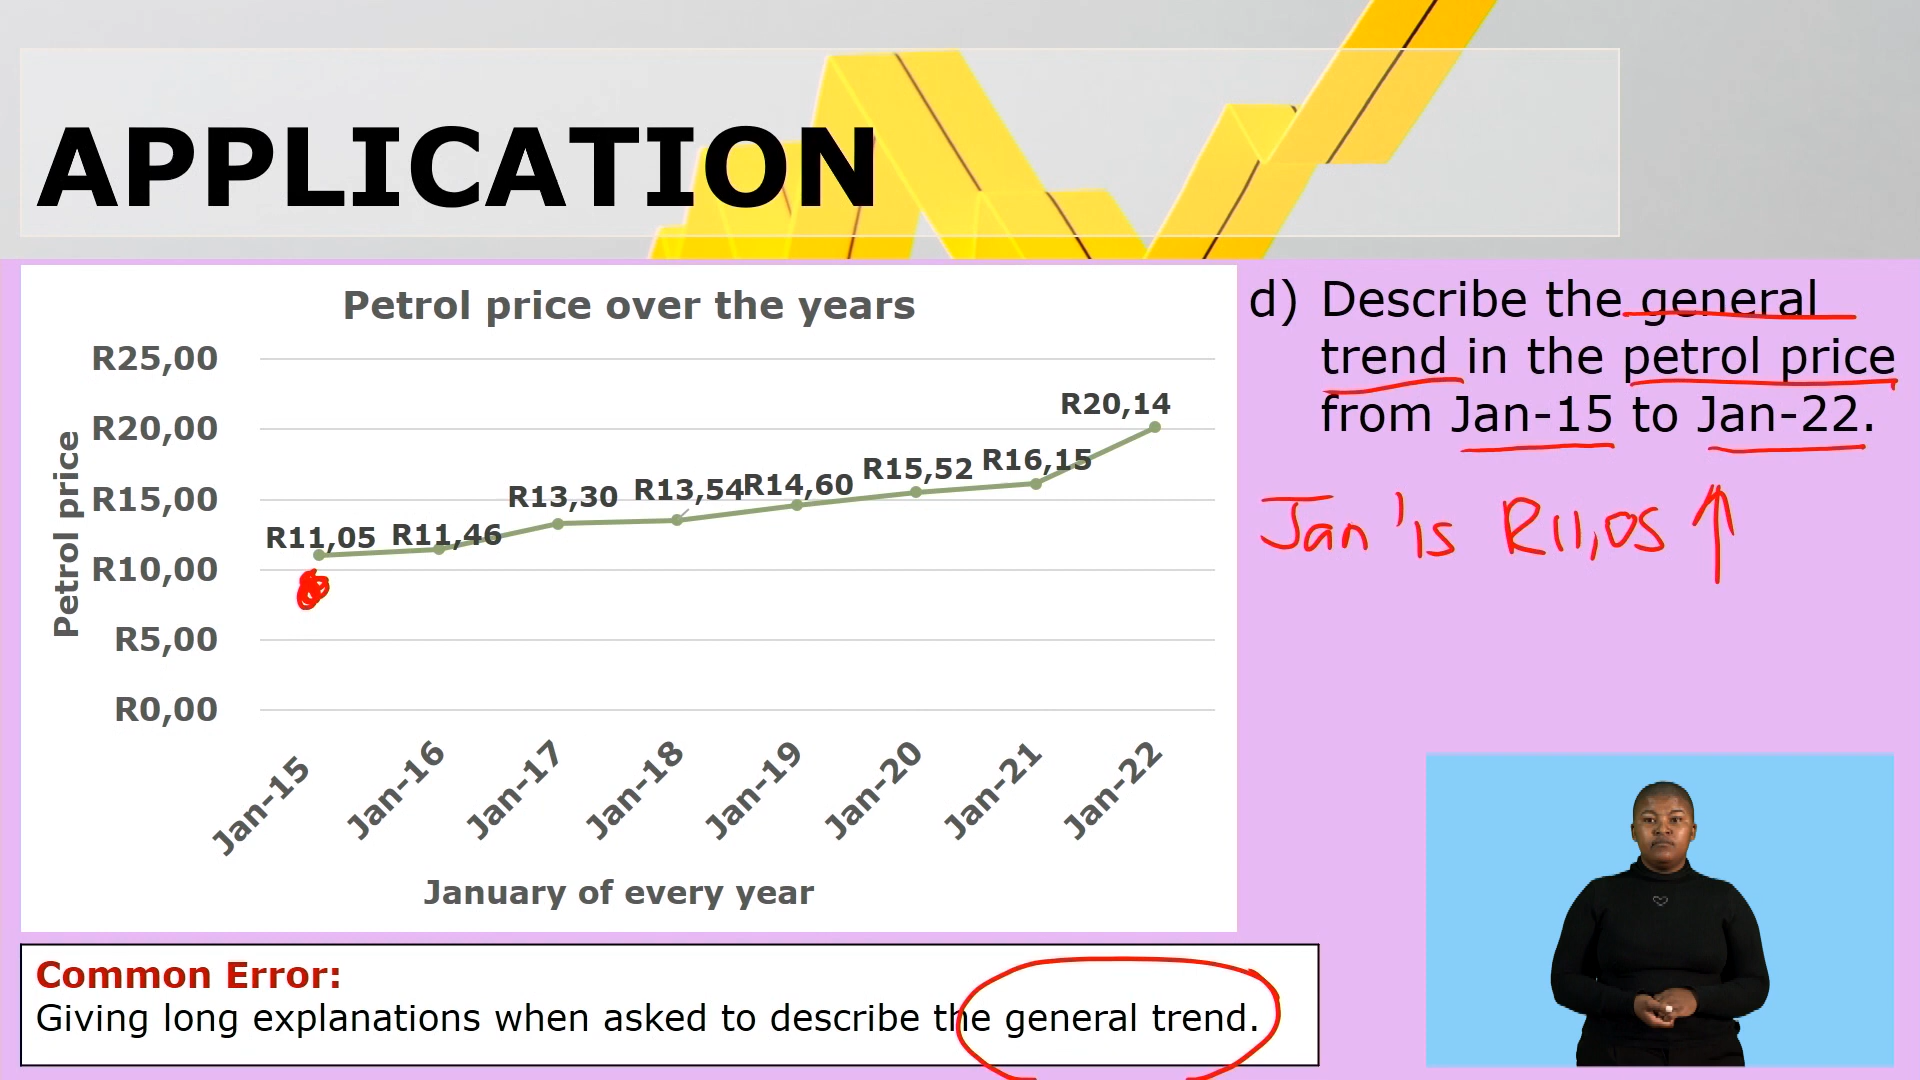 APPLICATION
Petrol price over the years
Petrol price
R25,00
R20,00
R15,00
R10,00
R5,00
R0,00
R11,05
R11,46
R13,30
R13,54
R14,60
R15,52
R16,15
R20,14
Jan-15
Jan-16
Jan-17
Jan-18
Jan-19
Jan-20
Jan-21
Jan-22
January of every year
d) Describe the general
trend in the petrol price
from Jan-15 to Jan-22.
Jan '15 R11,05 ↑
Common Error:
Giving long explanations when asked to describe the general trend.